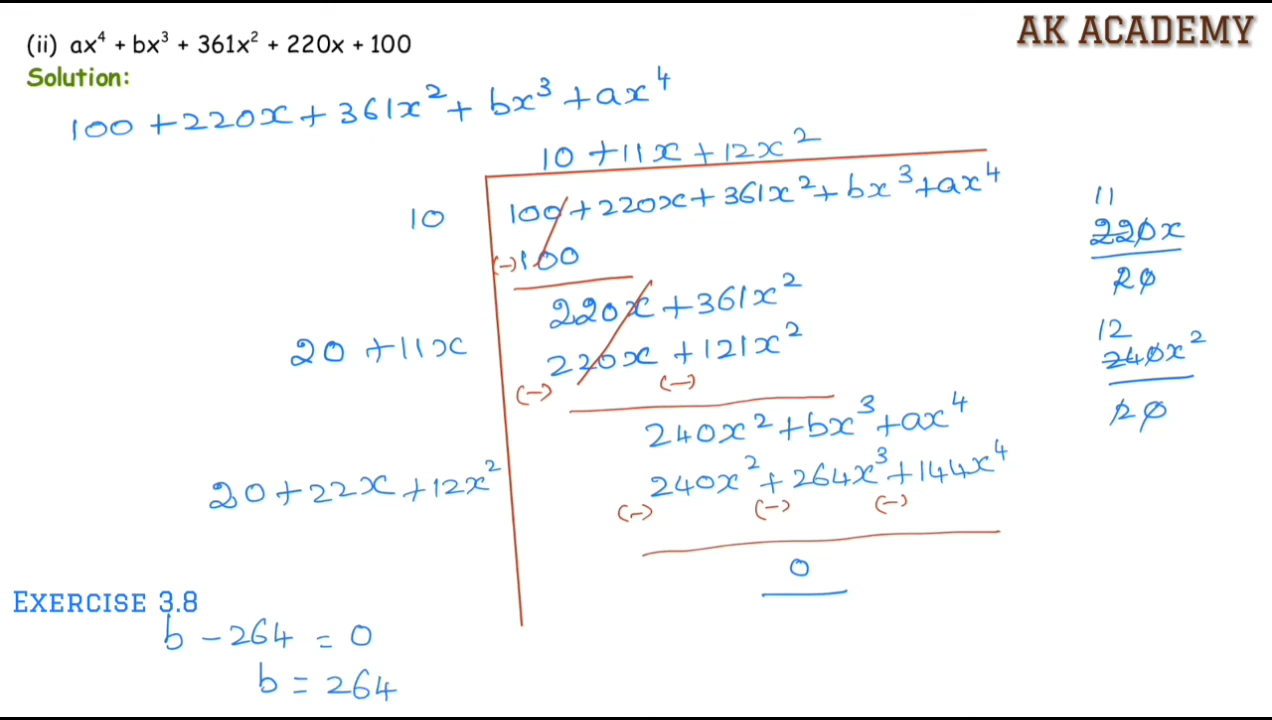 AK ACADEMY
(ii) ax⁴ + bx³ + 361x² + 220x + 100
Solution:
100 + 220x + 361x² + bx³ + ax⁴
10 + 11x + 12x²
10 100 + 220x + 361x² + bx³ + ax⁴
(-) 100
220x + 361x²
20 + 11x 220x + 121x²
(-) (-)
240x² + bx³ + ax⁴
20 + 22x + 12x² 240x² + 264x³ + 144x⁴
(-) (-) (-)
0
11
220x
20
12
240x²
20
EXERCISE 3.8
b - 264 = 0
b = 264